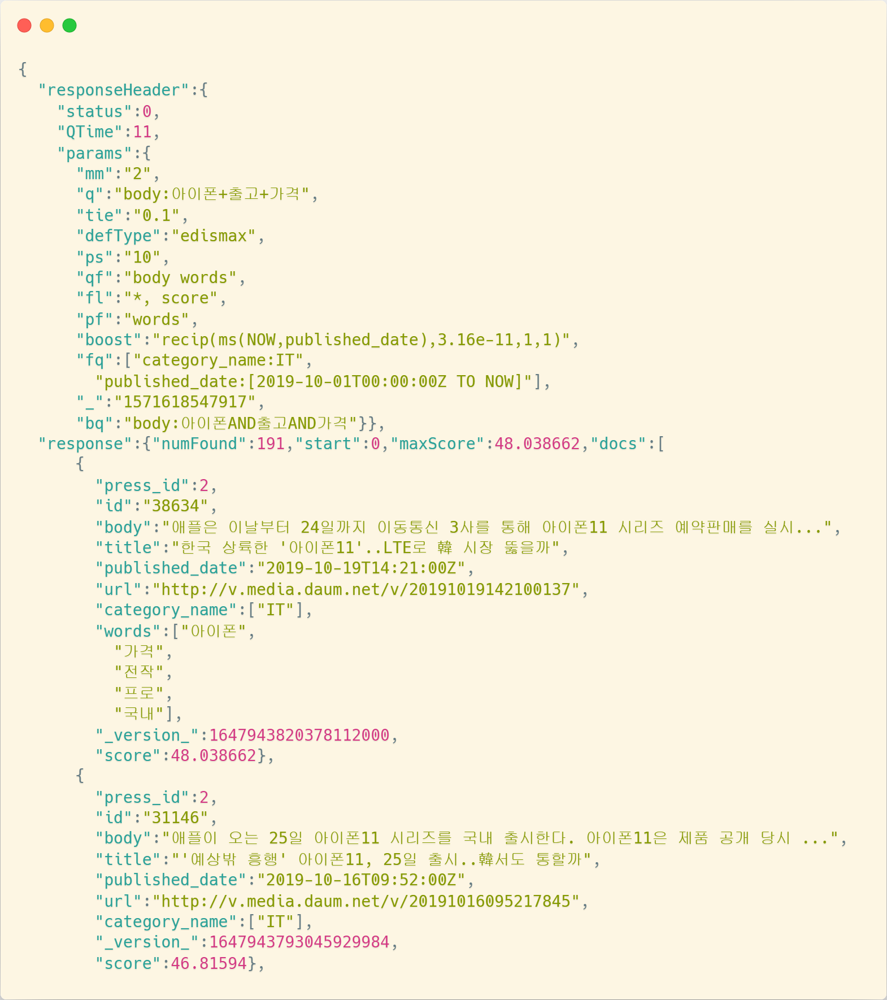 {
  "responseHeader":{
    "status":0,
    "QTime":11,
    "params":{
      "mm":"2",
      "q":"body:아이폰+출고+가격",
      "tie":"0.1",
      "defType":"edismax",
      "ps":"10",
      "qf":"body words",
      "fl":"*, score",
      "pf":"words",
      "boost":"recip(ms(NOW,published_date),3.16e-11,1,1)",
      "fq":["category_name:IT",
        "published_date:[2019-10-01T00:00:00Z TO NOW]"],
      "_":"1571618547917",
      "bq":"body:아이폰AND출고AND가격"}},
  "response":{"numFound":191,"start":0,"maxScore":48.038662,"docs":[
      {
        "press_id":2,
        "id":"38634",
        "body":"애플은 이날부터 24일까지 이동통신 3사를 통해 아이폰11 시리즈 예약판매를 실시...",
        "title":"한국 상륙한 '아이폰11'..LTE로 韓 시장 뚫을까",
        "published_date":"2019-10-19T14:21:00Z",
        "url":"http://v.media.daum.net/v/20191019142100137",
        "category_name":["IT"],
        "words":["아이폰",
          "가격",
          "전작",
          "프로",
          "국내"],
        "_version_":1647943820378112000,
        "score":48.038662},
      {
        "press_id":2,
        "id":"31146",
        "body":"애플이 오는 25일 아이폰11 시리즈를 국내 출시한다. 아이폰11은 제품 공개 당시 ...",
        "title":"'예상밖 흥행' 아이폰11, 25일 출시..韓서도 통할까",
        "published_date":"2019-10-16T09:52:00Z",
        "url":"http://v.media.daum.net/v/20191016095217845",
        "category_name":["IT"],
        "_version_":1647943793045929984,
        "score":46.81594},